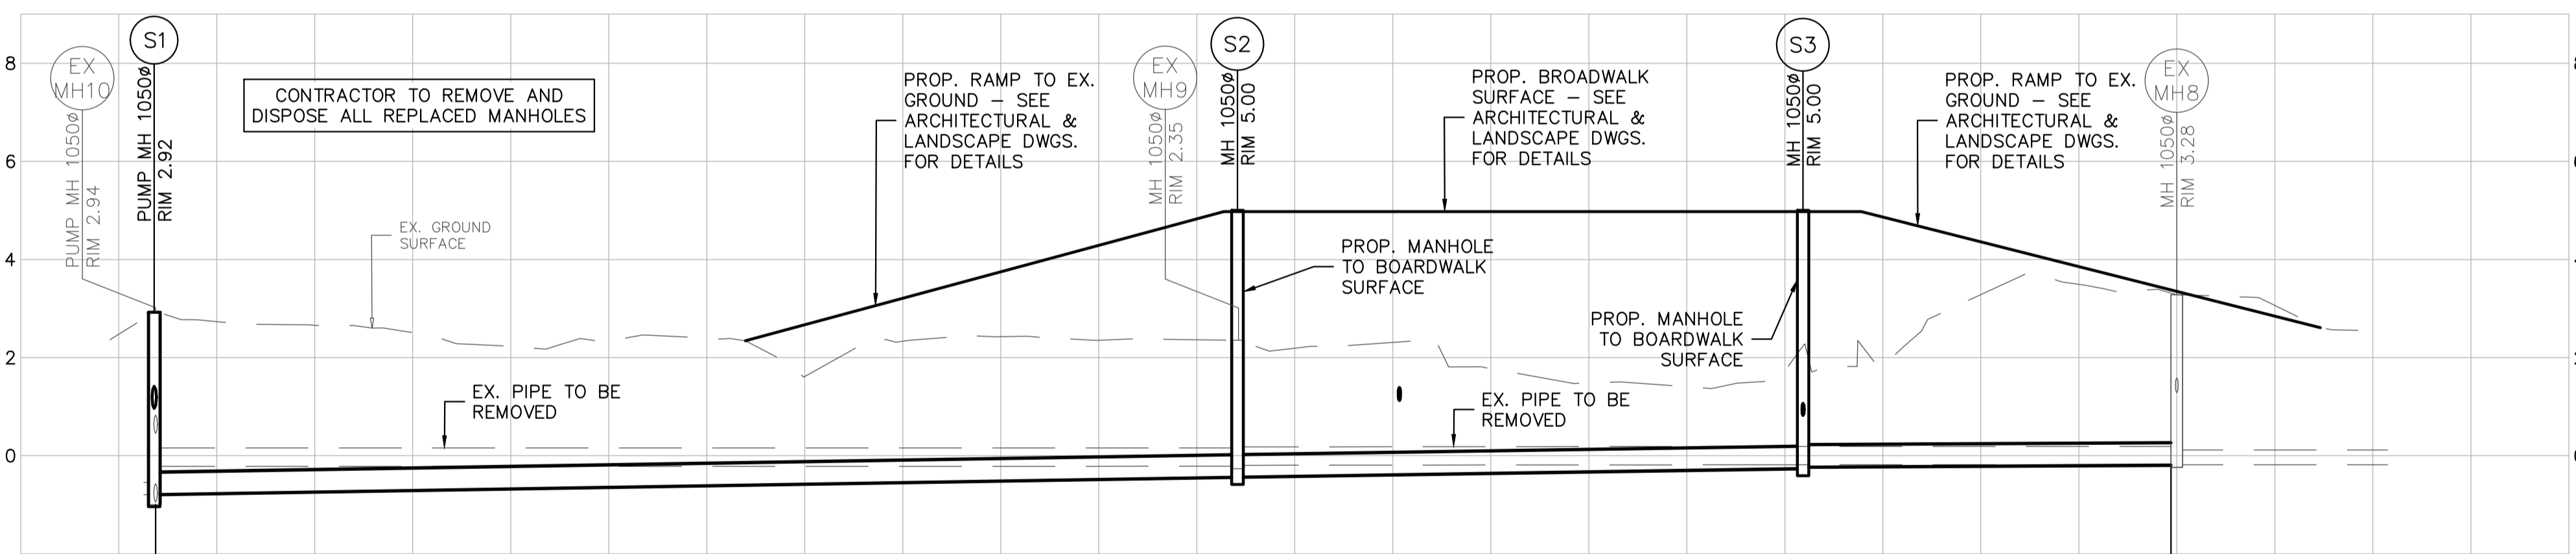 8
6
4
2
0
EX
MH10
PUMP MH 1050ø
RIM 2.94
S1
PUMP MH 1050ø
RIM 2.92
CONTRACTOR TO REMOVE AND
DISPOSE ALL REPLACED MANHOLES
EX. GROUND
SURFACE
EX. PIPE TO BE
REMOVED
PROP. RAMP TO EX.
GROUND – SEE
ARCHITECTURAL &
LANDSCAPE DWGS.
FOR DETAILS
EX
MH9
MH 1050ø
RIM 2.35
S2
MH 1050ø
RIM 5.00
PROP. MANHOLE
TO BOARDWALK
SURFACE
PROP. BROADWALK
SURFACE – SEE
ARCHITECTURAL &
LANDSCAPE DWGS.
FOR DETAILS
EX. PIPE TO BE
REMOVED
PROP. MANHOLE
TO BOARDWALK
SURFACE
S3
MH 1050ø
RIM 5.00
PROP. RAMP TO EX.
GROUND – SEE
ARCHITECTURAL &
LANDSCAPE DWGS.
FOR DETAILS
EX
MH8
MH 1050ø
RIM 3.28